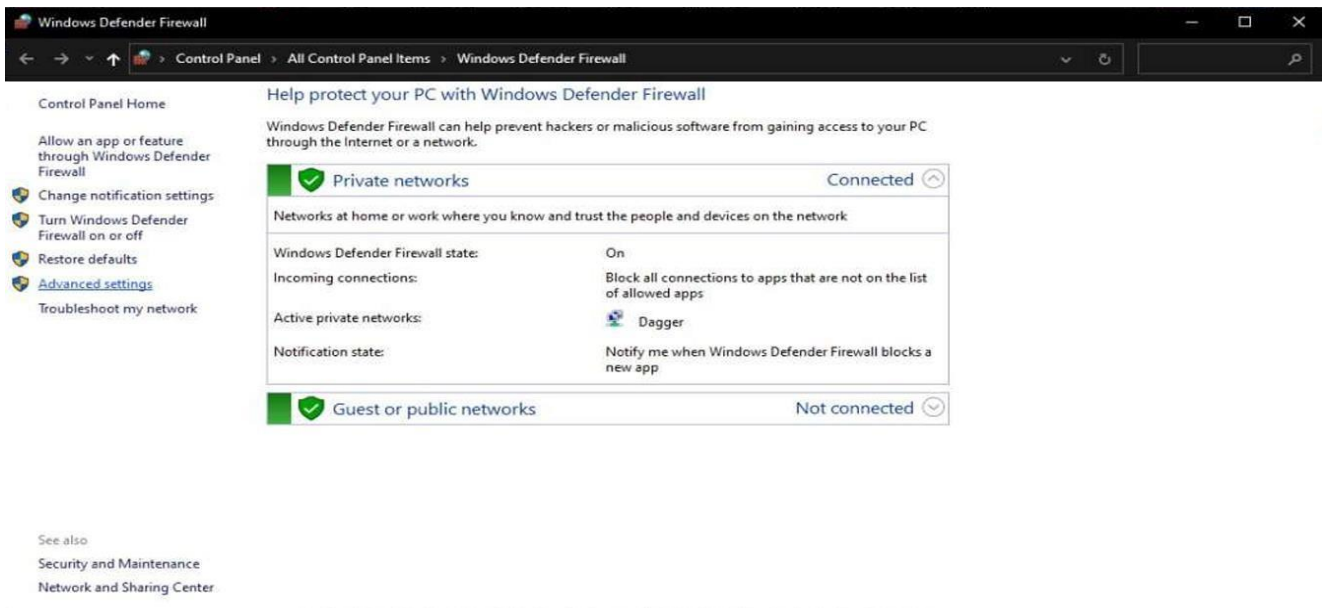 Windows Defender Firewall
Control Panel > All Control Panel Items > Windows Defender Firewall
Control Panel Home
Allow an app or feature
through Windows Defender
Firewall
Change notification settings
Turn Windows Defender
Firewall on or off
Restore defaults
Advanced settings
Troubleshoot my network
Help protect your PC with Windows Defender Firewall
Windows Defender Firewall can help prevent hackers or malicious software from gaining access to your PC
through the Internet or a network.
Private networks Connected
Networks at home or work where you know and trust the people and devices on the network
Windows Defender Firewall state: On
Incoming connections: Block all connections to apps that are not on the list
of allowed apps
Active private networks: Dagger
Notification state: Notify me when Windows Defender Firewall blocks a
new app
Guest or public networks Not connected
See also
Security and Maintenance
Network and Sharing Center